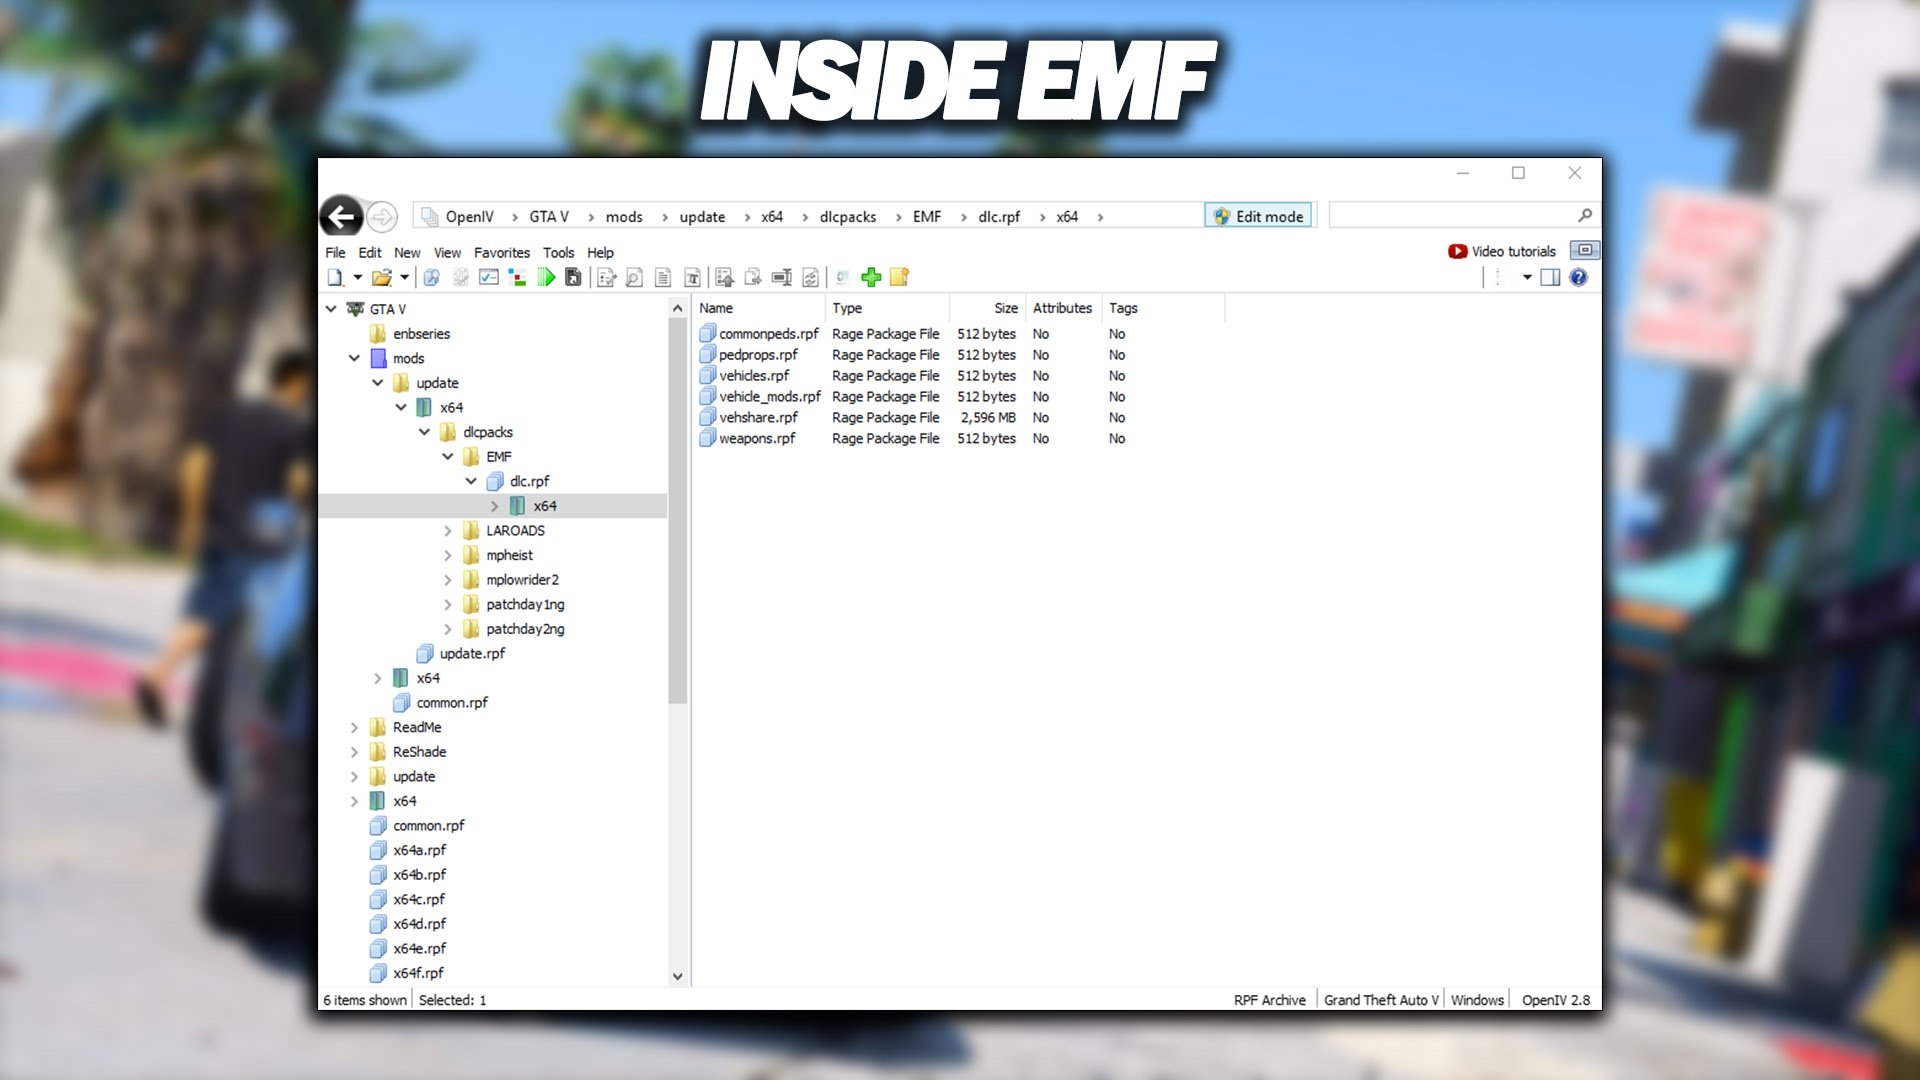 INSIDE EMF
OpenIV > GTA V > mods > update > x64 > dlcpacks > EMF > dlc.rpf > x64 >
Edit mode
File Edit New View Favorites Tools Help
Video tutorials
GTA V
enbseries
mods
update
x64
dlcpacks
EMF
dlc.rpf
x64
LAROADS
mpheist
mplowrider2
patchday1ng
patchday2ng
update.rpf
x64
common.rpf
ReadMe
ReShade
update
x64
common.rpf
x64a.rpf
x64b.rpf
x64c.rpf
x64d.rpf
x64e.rpf
x64f.rpf
Name Type Size Attributes Tags
commonpeds.rpf Rage Package File 512 bytes No No
pedprops.rpf Rage Package File 512 bytes No No
vehicles.rpf Rage Package File 512 bytes No No
vehicle_mods.rpf Rage Package File 512 bytes No No
vehshare.rpf Rage Package File 2,596 MB No No
weapons.rpf Rage Package File 512 bytes No No
6 items shown Selected: 1
RPF Archive Grand Theft Auto V Windows OpenIV 2.8